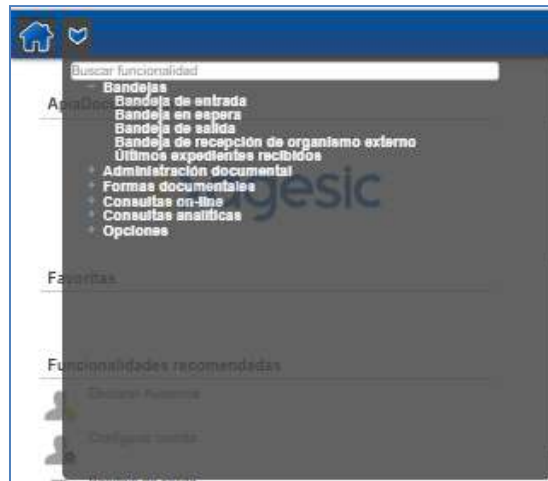 Buscar funcionalidad
Bandejas
Bandeja de entrada
Bandeja en espera
Bandeja de salida
Bandeja de recepción de organismo externo
Últimos expedientes recibidos
Administración documental
Formas documentales
Consultas on-line
Consultas analíticas
Opciones
agesic
Favoritas
Funcionalidades recomendadas